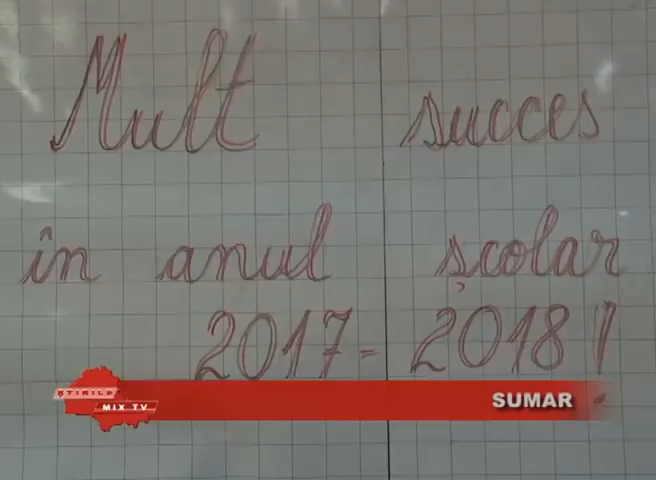 Mult succes
în anul școlar
2017-2018!
ȘTIRILE
MIX TV
SUMAR